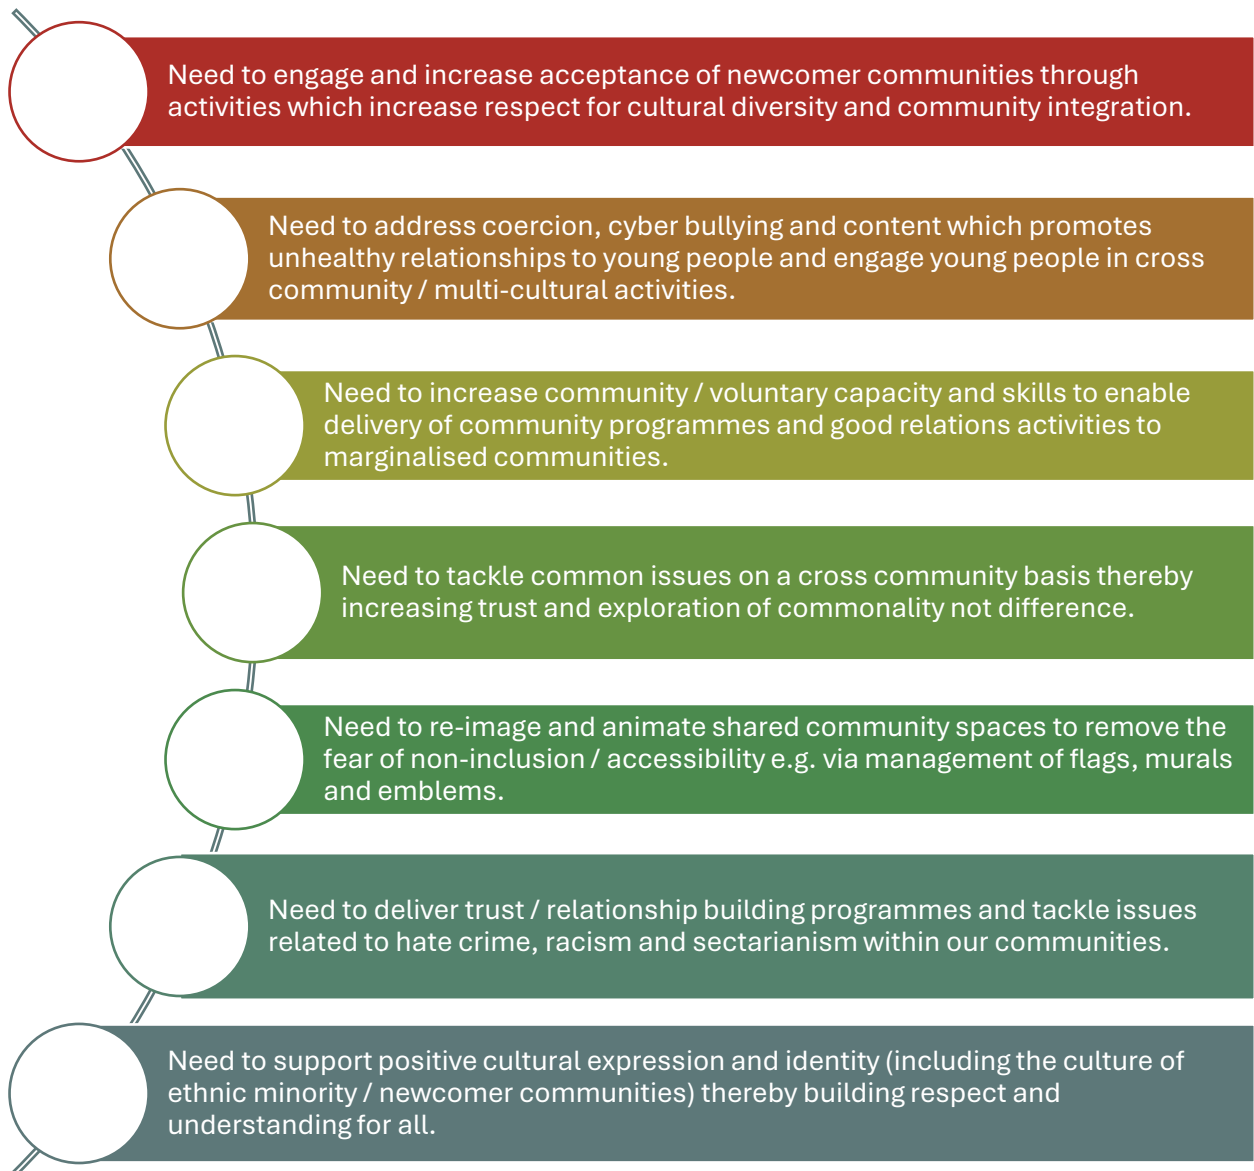 Need to engage and increase acceptance of newcomer communities through
activities which increase respect for cultural diversity and community integration.
Need to address coercion, cyber bullying and content which promotes
unhealthy relationships to young people and engage young people in cross
community / multi-cultural activities.
Need to increase community / voluntary capacity and skills to enable
delivery of community programmes and good relations activities to
marginalised communities.
Need to tackle common issues on a cross community basis thereby
increasing trust and exploration of commonality not difference.
Need to re-image and animate shared community spaces to remove the
fear of non-inclusion / accessibility e.g. via management of flags, murals
and emblems.
Need to deliver trust / relationship building programmes and tackle issues
related to hate crime, racism and sectarianism within our communities.
Need to support positive cultural expression and identity (including the culture of
ethnic minority / newcomer communities) thereby building respect and
understanding for all.